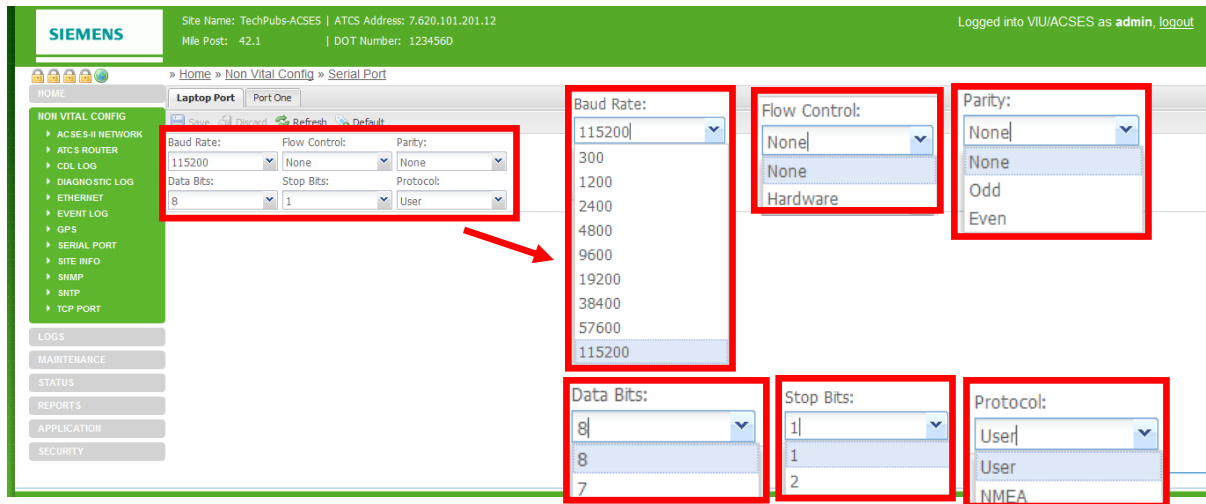 SIEMENS
Site Name: TechPubs-ACSES | ATCS Address: 7.620.101.201.12
Mile Post: 42.1 | DOT Number: 123456D
Logged into VIU/ACSES as admin, logout
» Home » Non Vital Config » Serial Port
HOME
NON VITAL CONFIG
ACSES-II NETWORK
ATCS ROUTER
CDL LOG
DIAGNOSTIC LOG
ETHERNET
EVENT LOG
GPS
SERIAL PORT
SITE INFO
SNMP
SNTP
TCP PORT
LOGS
MAINTENANCE
STATUS
REPORTS
APPLICATION
SECURITY
Laptop Port Port One
Save Discard Refresh Default
Baud Rate: Flow Control: Parity:
115200 None None
Data Bits: Stop Bits: Protocol:
8 1 User
Baud Rate:
115200
300
1200
2400
4800
9600
19200
38400
57600
115200
Flow Control:
None
None
Hardware
Parity:
None
None
Odd
Even
Data Bits:
8
8
7
Stop Bits:
1
1
2
Protocol:
User
User
NMEA